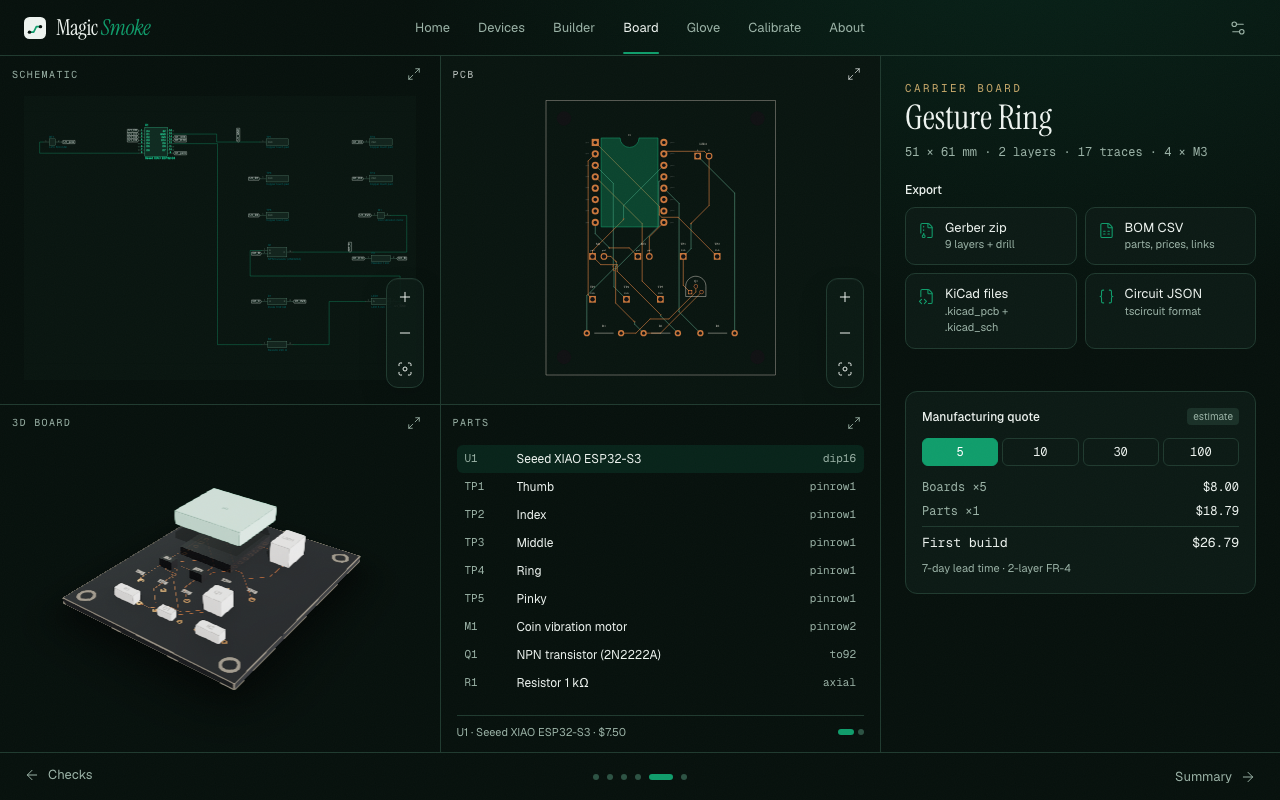 Magic Smoke
Home
Devices
Builder
Board
Glove
Calibrate
About
SCHEMATIC
PCB
CARRIER BOARD
Gesture Ring
51 × 61 mm · 2 layers · 17 traces · 4 × M3
Export
Gerber zip
9 layers + drill
BOM CSV
parts, prices, links
KiCad files
.kicad_pcb +
.kicad_sch
Circuit JSON
tscircuit format
Manufacturing quote
estimate
5
10
30
100
Boards ×5
$8.00
Parts ×1
$18.79
First build
$26.79
7-day lead time · 2-layer FR-4
3D BOARD
PARTS
U1 Seeed XIAO ESP32-S3 dip16
TP1 Thumb pinrow1
TP2 Index pinrow1
TP3 Middle pinrow1
TP4 Ring pinrow1
TP5 Pinky pinrow1
M1 Coin vibration motor pinrow2
Q1 NPN transistor (2N2222A) to92
R1 Resistor 1 kΩ axial
U1 · Seeed XIAO ESP32-S3 · $7.50
Checks
Summary